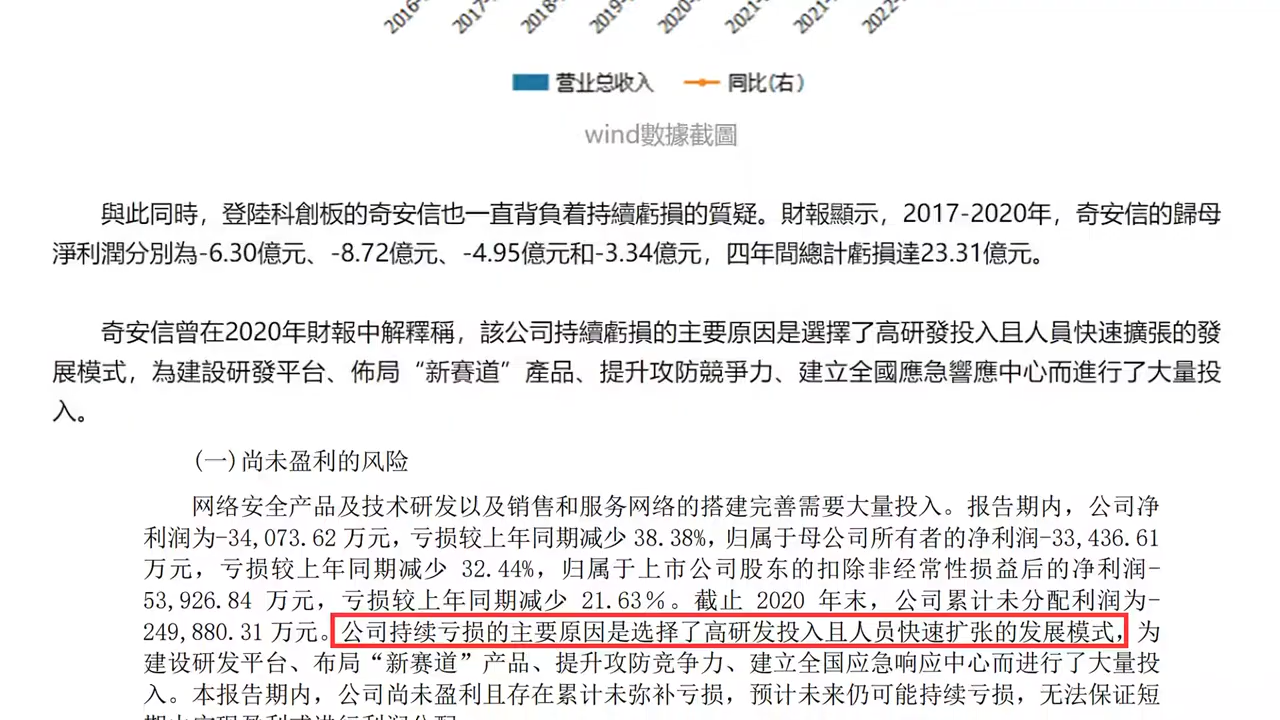 2016-
2017-
2018-
2019-
2020-
2021-
2021-
2022-
营业总收入 同比(右)
wind數據截圖
與此同時，登陸科創板的奇安信也一直背負着持續虧損的質疑。財報顯示，2017-2020年，奇安信的歸母
淨利潤分別為-6.30億元、-8.72億元、-4.95億元和-3.34億元，四年間總計虧損達23.31億元。
奇安信曾在2020年財報中解釋稱，該公司持續虧損的主要原因是選擇了高研發投入且人員快速擴張的發
展模式，為建設研發平台、佈局“新賽道”產品、提升攻防競爭力、建立全國應急響應中心而進行了大量投
入。
(一)尚未盈利的风险
网络安全产品及技术研发以及销售和服务网络的搭建完善需要大量投入。报告期内，公司净
利润为-34,073.62 万元，亏损较上年同期减少 38.38%，归属于母公司所有者的净利润-33,436.61
万元，亏损较上年同期减少 32.44%，归属于上市公司股东的扣除非经常性损益后的净利润-
53,926.84 万元，亏损较上年同期减少 21.63%。截止 2020 年末，公司累计未分配利润为-
249,880.31 万元。公司持续亏损的主要原因是选择了高研发投入且人员快速扩张的发展模式，为
建设研发平台、布局“新赛道”产品、提升攻防竞争力、建立全国应急响应中心而进行了大量投
入。本报告期内，公司尚未盈利且存在累计未弥补亏损，预计未来仍可能持续亏损，无法保证短